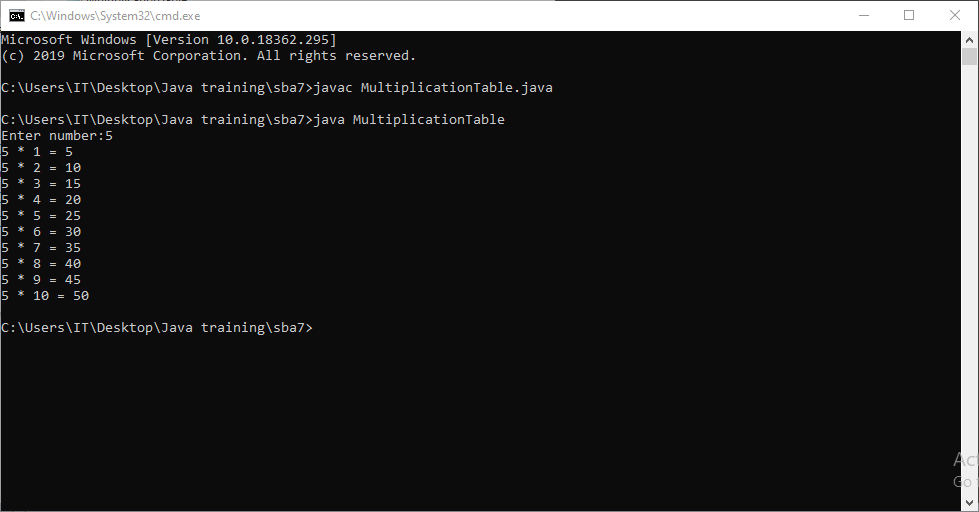 C:\Windows\System32\cmd.exe
Microsoft Windows [Version 10.0.18362.295]
(c) 2019 Microsoft Corporation. All rights reserved.
C:\Users\IT\Desktop\Java training\sba7>javac MultiplicationTable.java
C:\Users\IT\Desktop\Java training\sba7>java MultiplicationTable
Enter number:5
5 * 1 = 5
5 * 2 = 10
5 * 3 = 15
5 * 4 = 20
5 * 5 = 25
5 * 6 = 30
5 * 7 = 35
5 * 8 = 40
5 * 9 = 45
5 * 10 = 50
C:\Users\IT\Desktop\Java training\sba7>
Go